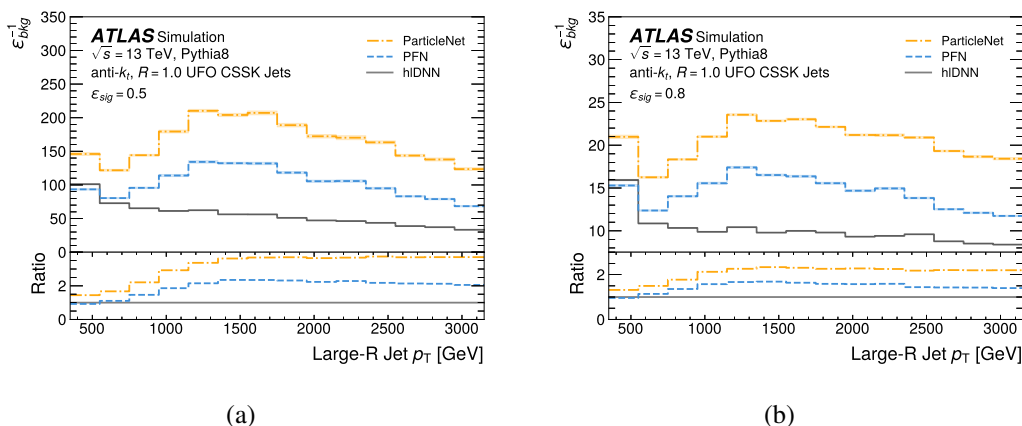 350
300
250
200
150
100
50
0
ε⁻¹bkg
ATLAS Simulation
√s = 13 TeV, Pythia8
anti-kt, R = 1.0 UFO CSSK Jets
εsig = 0.5
ParticleNet
PFN
hlDNN
2
0
Ratio
500 1000 1500 2000 2500 3000
Large-R Jet pT [GeV]
(a)
35
30
25
20
15
10
ε⁻¹bkg
ATLAS Simulation
√s = 13 TeV, Pythia8
anti-kt, R = 1.0 UFO CSSK Jets
εsig = 0.8
ParticleNet
PFN
hlDNN
2
0
Ratio
500 1000 1500 2000 2500 3000
Large-R Jet pT [GeV]
(b)